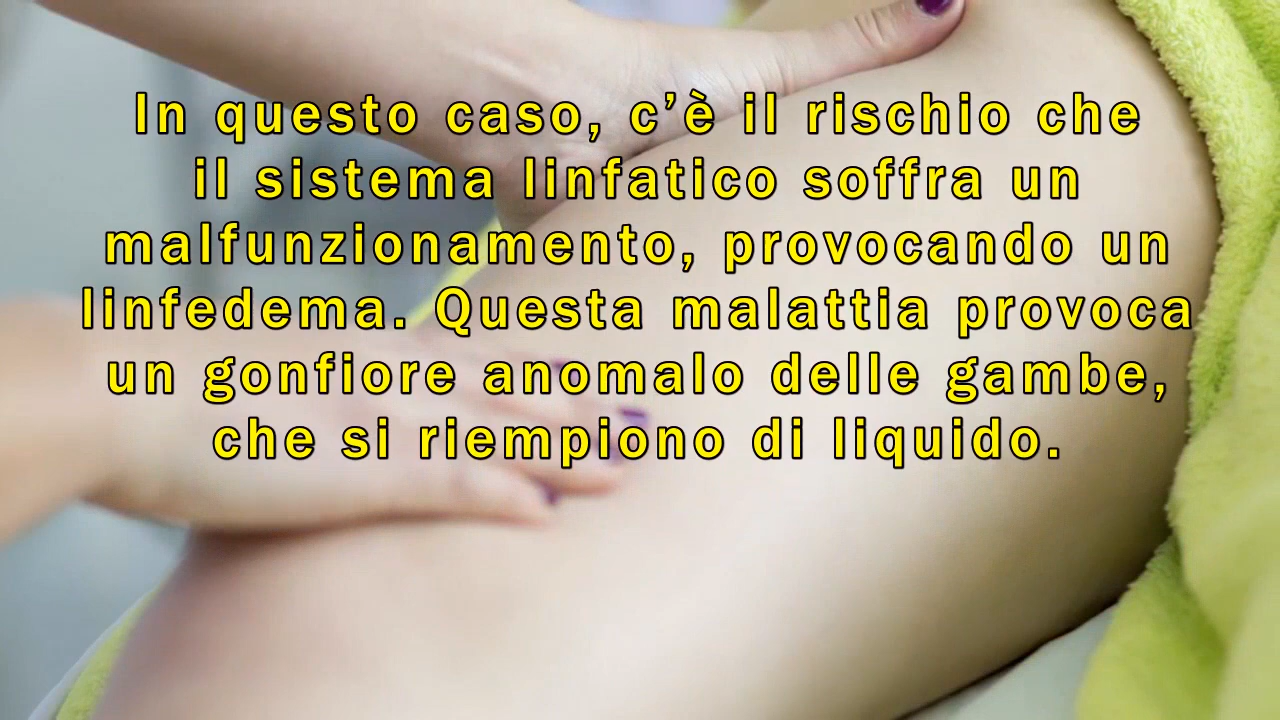 In questo caso, c’è il rischio che
il sistema linfatico soffra un
malfunzionamento, provocando un
linfedema. Questa malattia provoca
un gonfiore anomalo delle gambe,
che si riempiono di liquido.